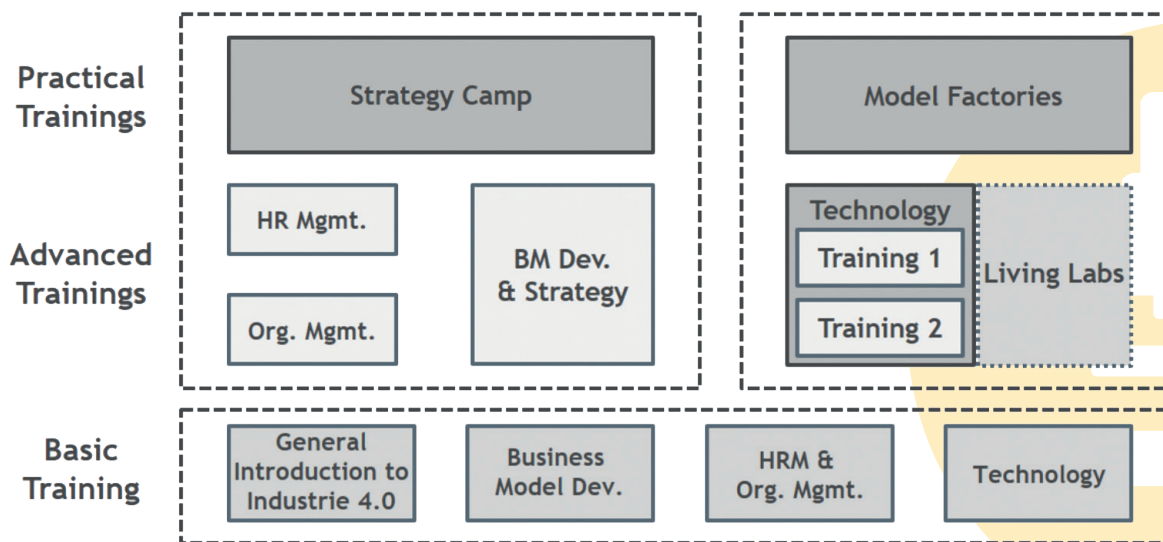 Practical
Trainings
Strategy Camp
Model Factories
Advanced
Trainings
HR Mgmt.
Org. Mgmt.
BM Dev.
& Strategy
Technology
Training 1
Training 2
Living Labs
Basic
Training
General
Introduction to
Industrie 4.0
Business
Model Dev.
HRM &
Org. Mgmt.
Technology